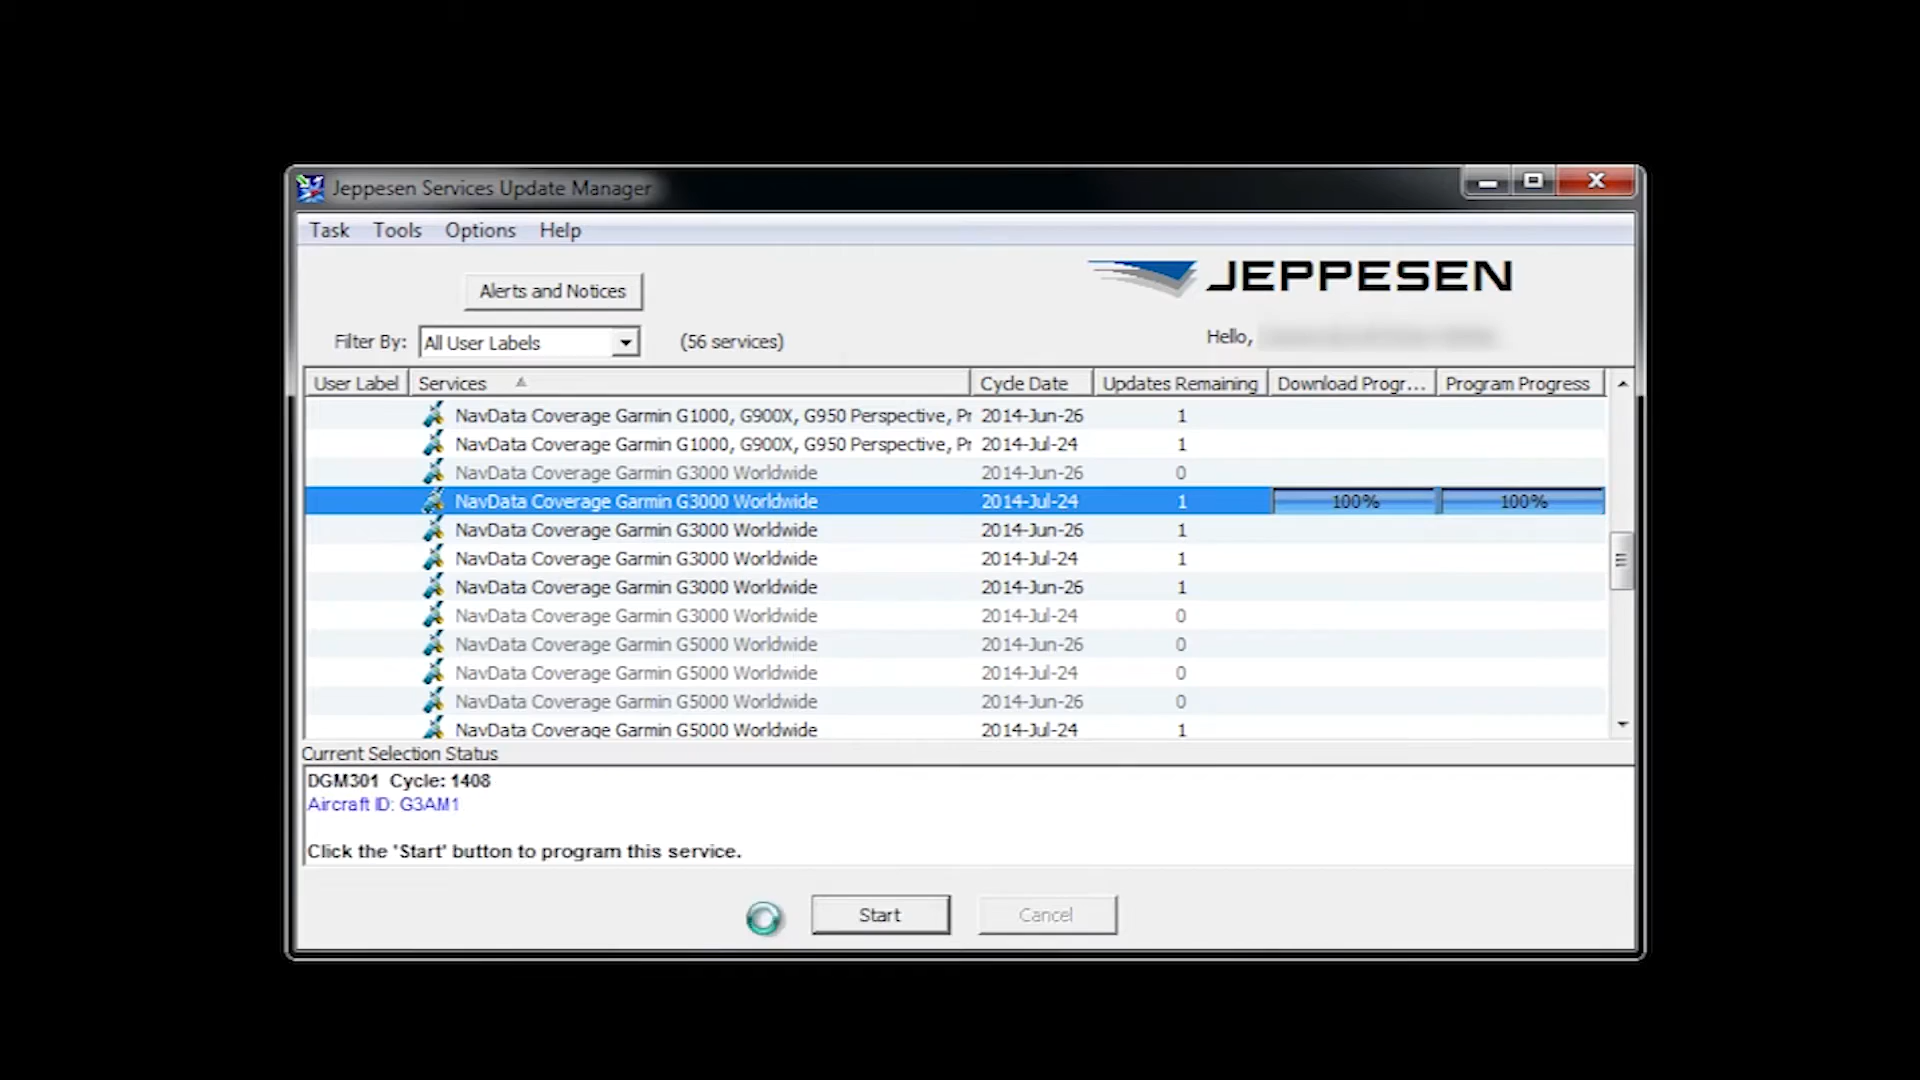 Jeppesen Services Update Manager
Task Tools Options Help
JEPPESEN
Alerts and Notices
Hello,
Filter By: All User Labels (56 services)
User Label Services Cycle Date Updates Remaining Download Progr... Program Progress
NavData Coverage Garmin G1000, G900X, G950 Perspective, Pr 2014-Jun-26 1
NavData Coverage Garmin G1000, G900X, G950 Perspective, Pr 2014-Jul-24 1
NavData Coverage Garmin G3000 Worldwide 2014-Jun-26 0
NavData Coverage Garmin G3000 Worldwide 2014-Jul-24 1 100% 100%
NavData Coverage Garmin G3000 Worldwide 2014-Jun-26 1
NavData Coverage Garmin G3000 Worldwide 2014-Jul-24 1
NavData Coverage Garmin G3000 Worldwide 2014-Jun-26 1
NavData Coverage Garmin G3000 Worldwide 2014-Jul-24 0
NavData Coverage Garmin G5000 Worldwide 2014-Jun-26 0
NavData Coverage Garmin G5000 Worldwide 2014-Jul-24 0
NavData Coverage Garmin G5000 Worldwide 2014-Jun-26 0
NavData Coverage Garmin G5000 Worldwide 2014-Jul-24 1
Current Selection Status
DGM301 Cycle: 1408
Aircraft ID: G3AM1
Click the 'Start' button to program this service.
Start Cancel